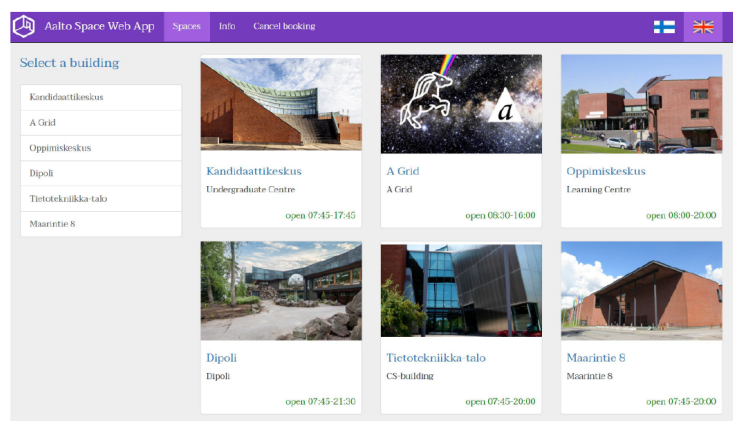 Aalto Space Web App
Spaces
Info
Cancel booking
Select a building
Kandidaattikeskus
A Grid
Oppimiskeskus
Dipoli
Tietotekniikka-talo
Maarintie 8
a
Kandidaattikeskus
Undergraduate Centre
open 07:45-17:45
A Grid
A Grid
open 08:30-16:00
Oppimiskeskus
Learning Centre
open 08:00-20:00
Dipoli
Dipoli
open 07:45-21:30
Tietotekniikka-talo
CS-building
open 07:45-20:00
Maarintie 8
Maarintie 8
open 07:45-20:00